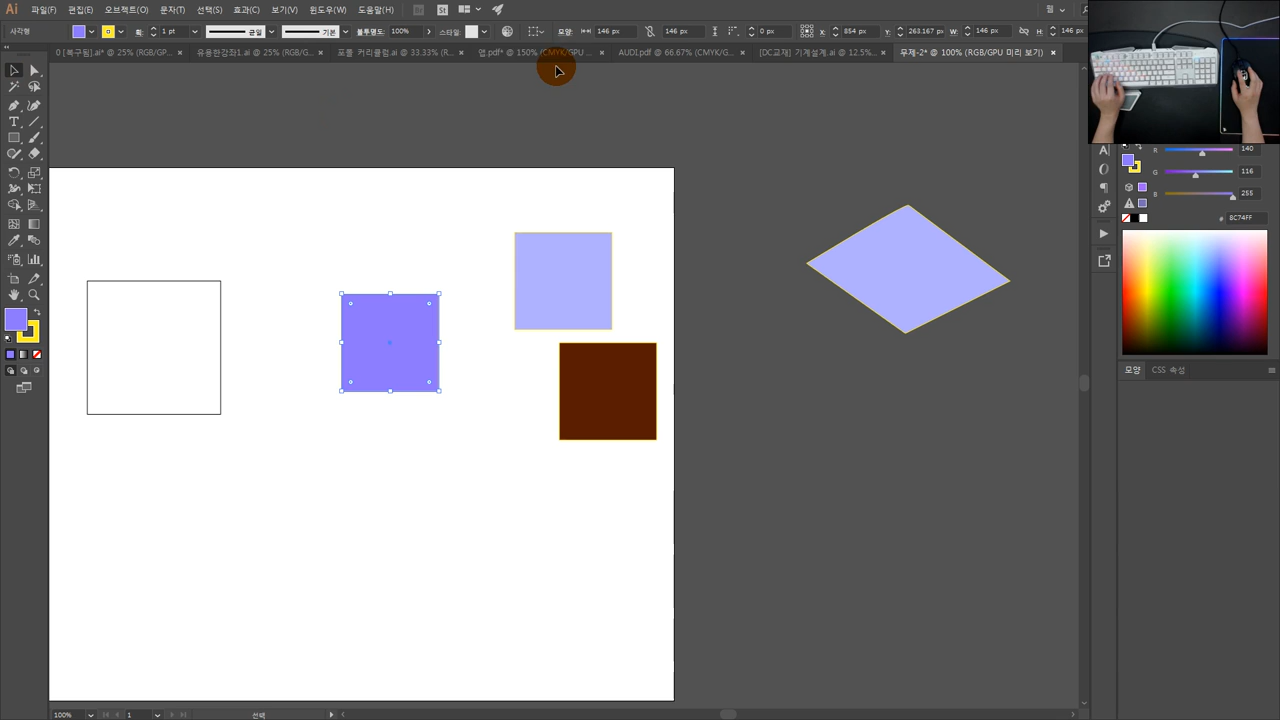 Ai 파일(F) 편집(E) 오브젝트(O) 문자(T) 선택(S) 효과(C) 보기(V) 윈도우(W) 도움말(H) Br St
사각형 획: 1 pt 균일 기본 불투명도: 100% 스타일: 모양: 146 px 146 px 0 px X: 854 px Y: 263.167 px W: 146 px H: 146 px
0 [복구됨].ai* @ 25% (RGB/GP... × 유용한강좌1.ai @ 25% (RGB/G... × 포폴 커리큘럼.ai @ 33.33% (R... × 앱.pdf* @ 150% (CMYK/GPU ... × AUDI.pdf @ 66.67% (CMYK/G... × [DC교재] 기계설계.ai @ 12.5%... × 무제-2* @ 100% (RGB/GPU 미리 보기) ×
R 140
G 116
B 255
# 8C74FF
모양 CSS 속성
100% 1 선택